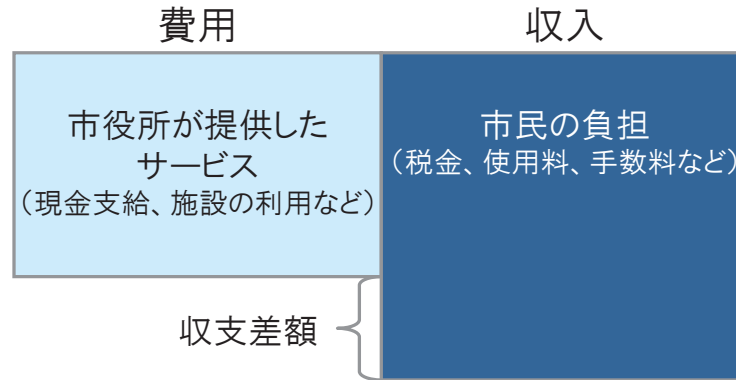 費用
収入
市役所が提供した
サービス
（現金支給、施設の利用など）
市民の負担
（税金、使用料、手数料など）
収支差額